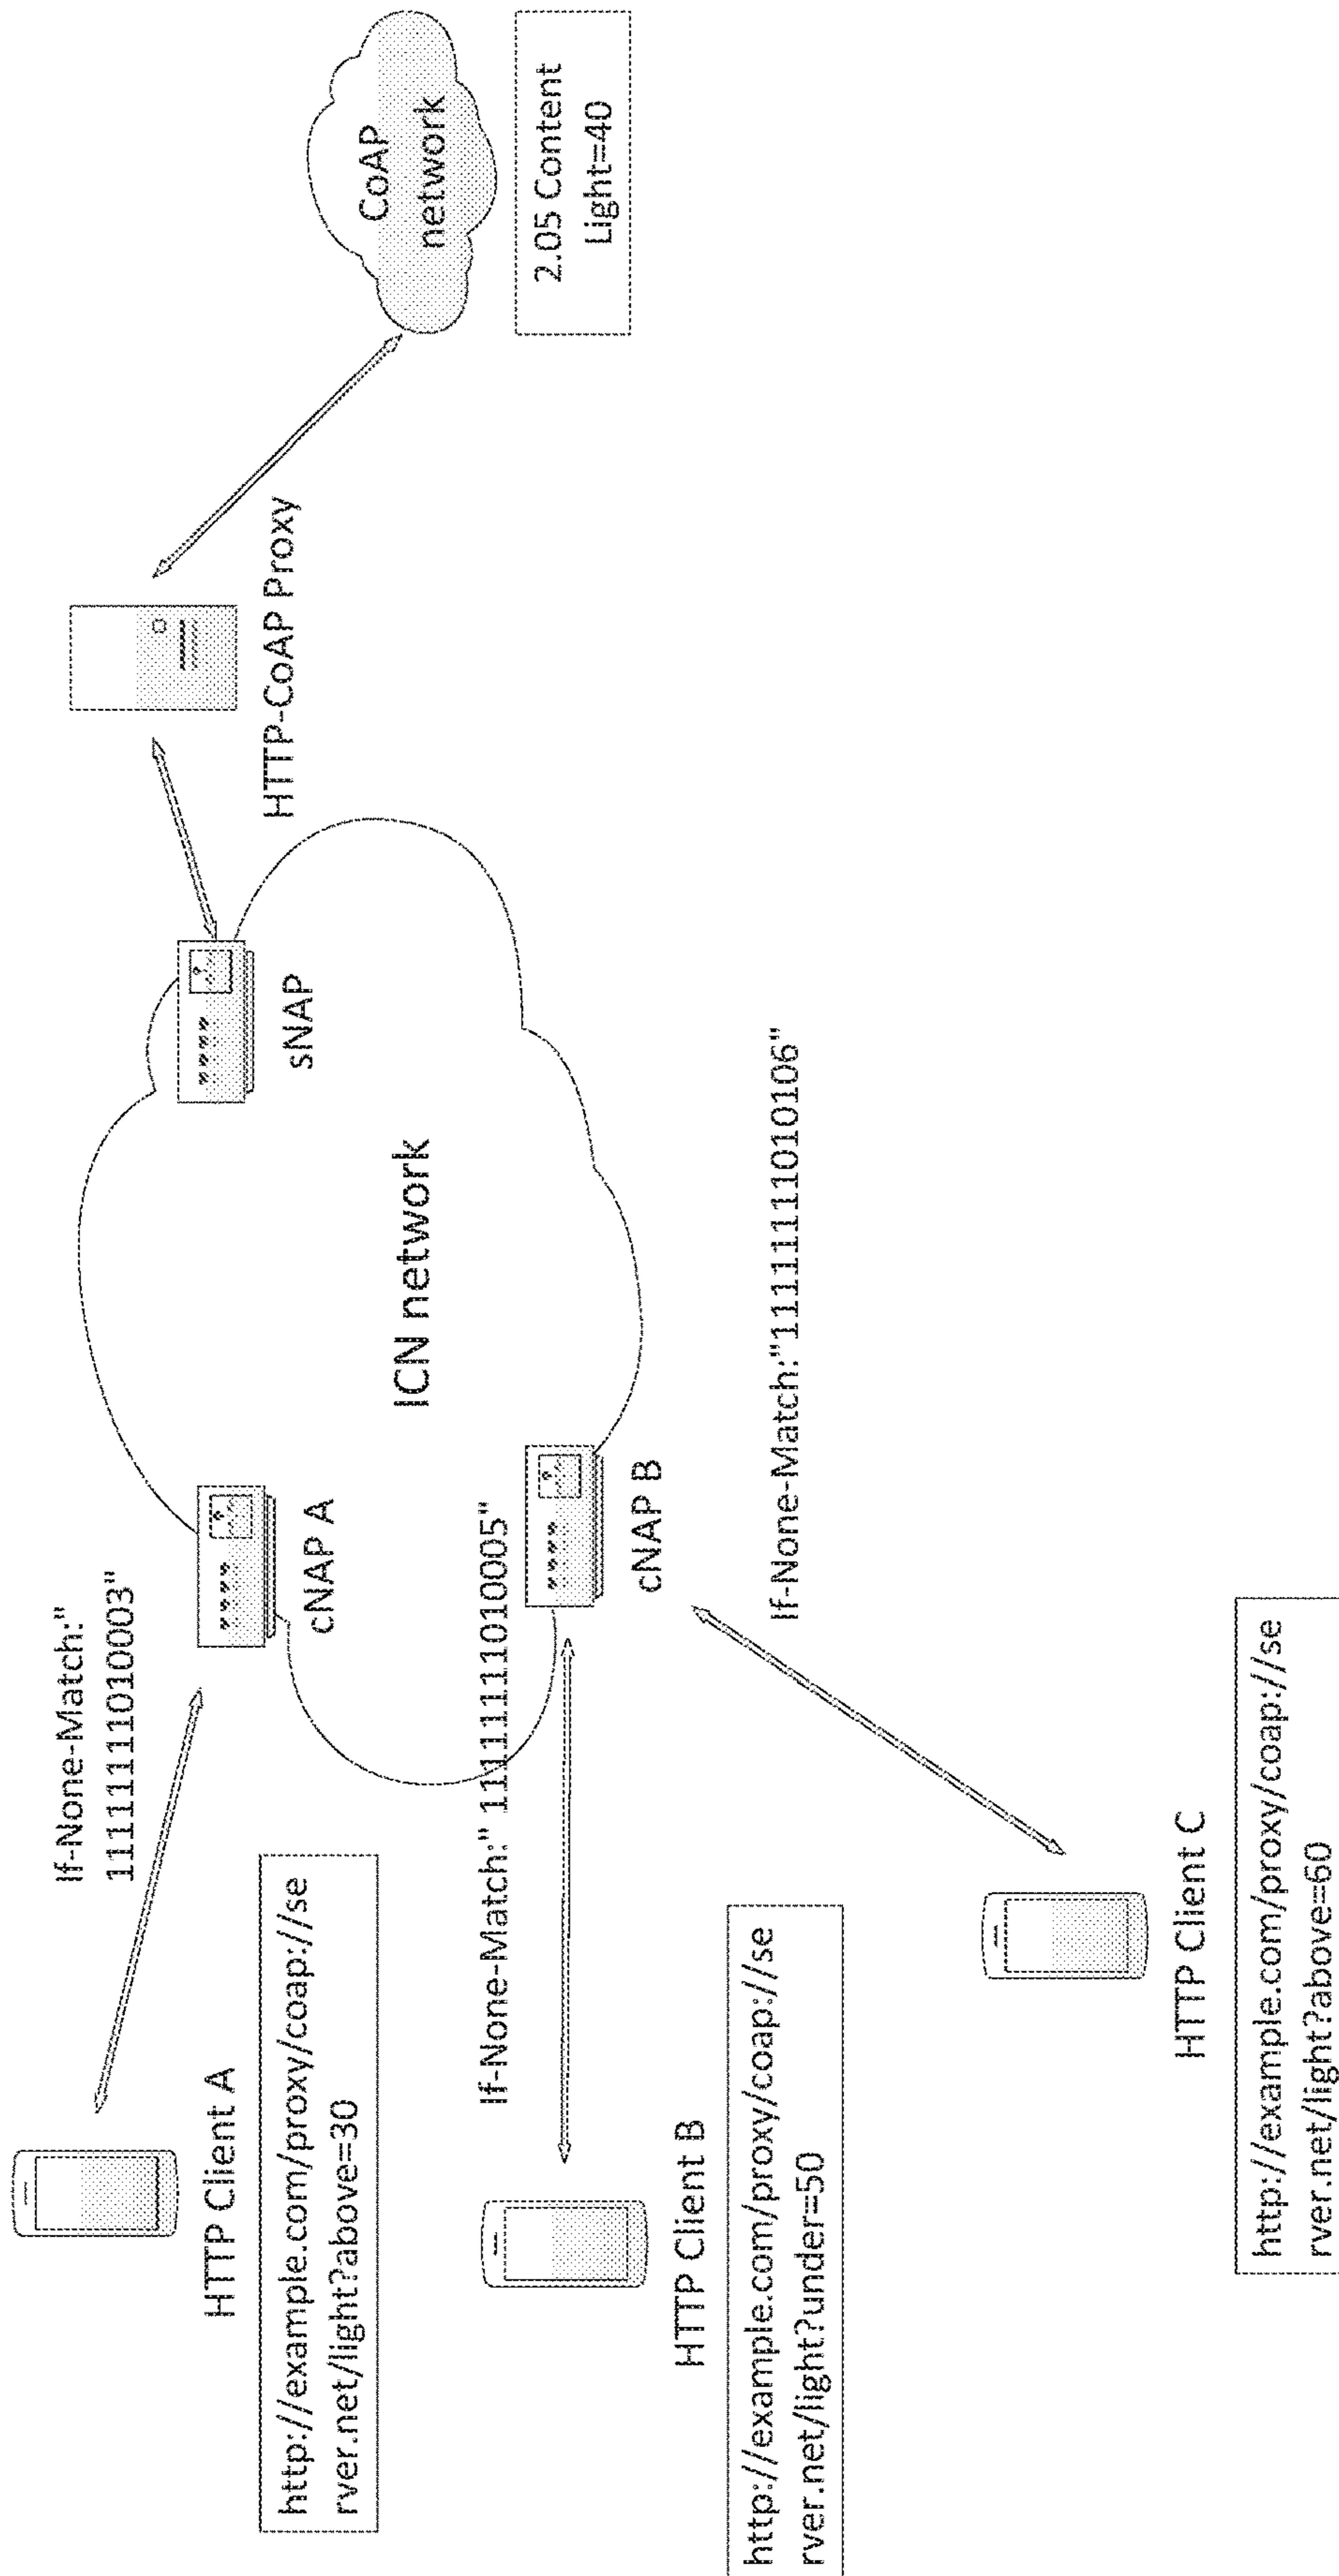 If-None-Match:"
1111111101003"
HTTP Client A
http://example.com/proxy/coap://se
rver.net/light?above=30
cNAP A
sNAP
HTTP-CoAP Proxy
CoAP
network
2.05 Content
Light=40
ICN network
If-None-Match:" 1111111101005"
cNAP B
HTTP Client B
http://example.com/proxy/coap://se
rver.net/light?under=50
If-None-Match:"1111111101010106"
HTTP Client C
http://example.com/proxy/coap://se
rver.net/light?above=60